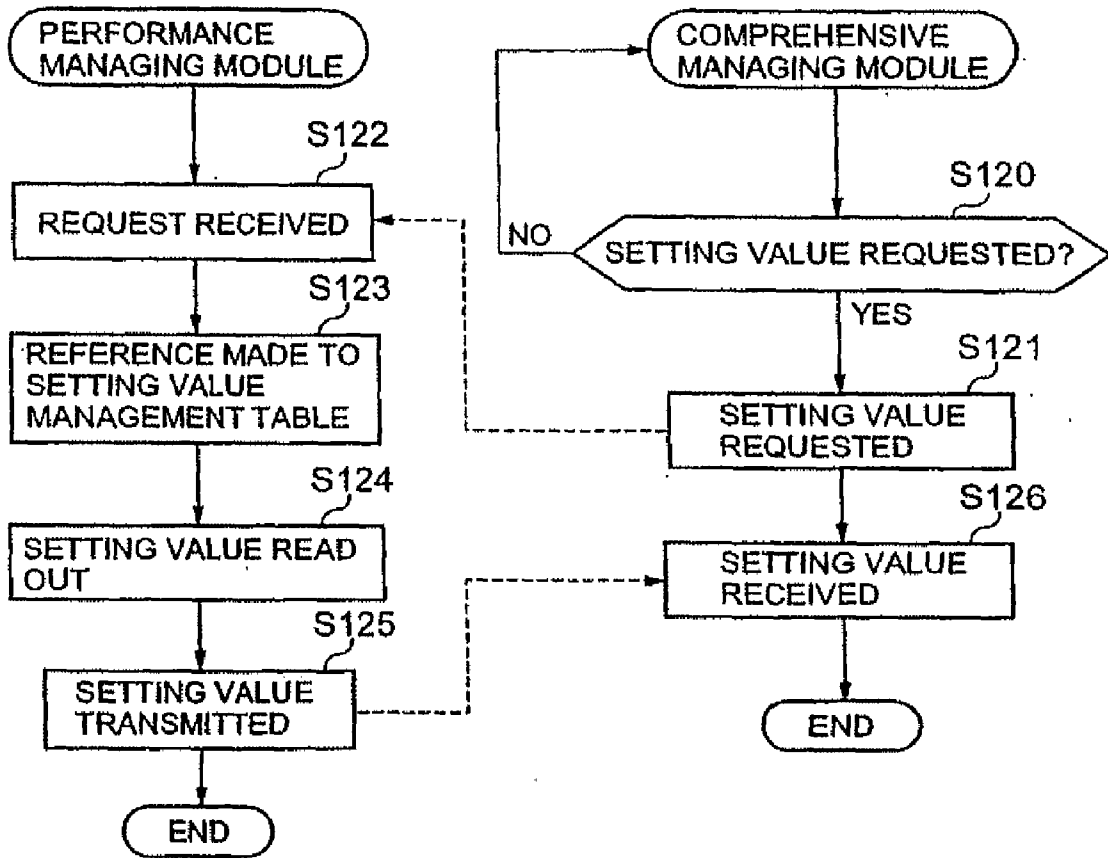 PERFORMANCE
MANAGING MODULE
S122
REQUEST RECEIVED
S123
REFERENCE MADE TO
SETTING VALUE
MANAGEMENT TABLE
S124
SETTING VALUE READ
OUT
S125
SETTING VALUE
TRANSMITTED
END
COMPREHENSIVE
MANAGING MODULE
S120
NO
SETTING VALUE REQUESTED?
YES
S121
SETTING VALUE
REQUESTED
S126
SETTING VALUE
RECEIVED
END